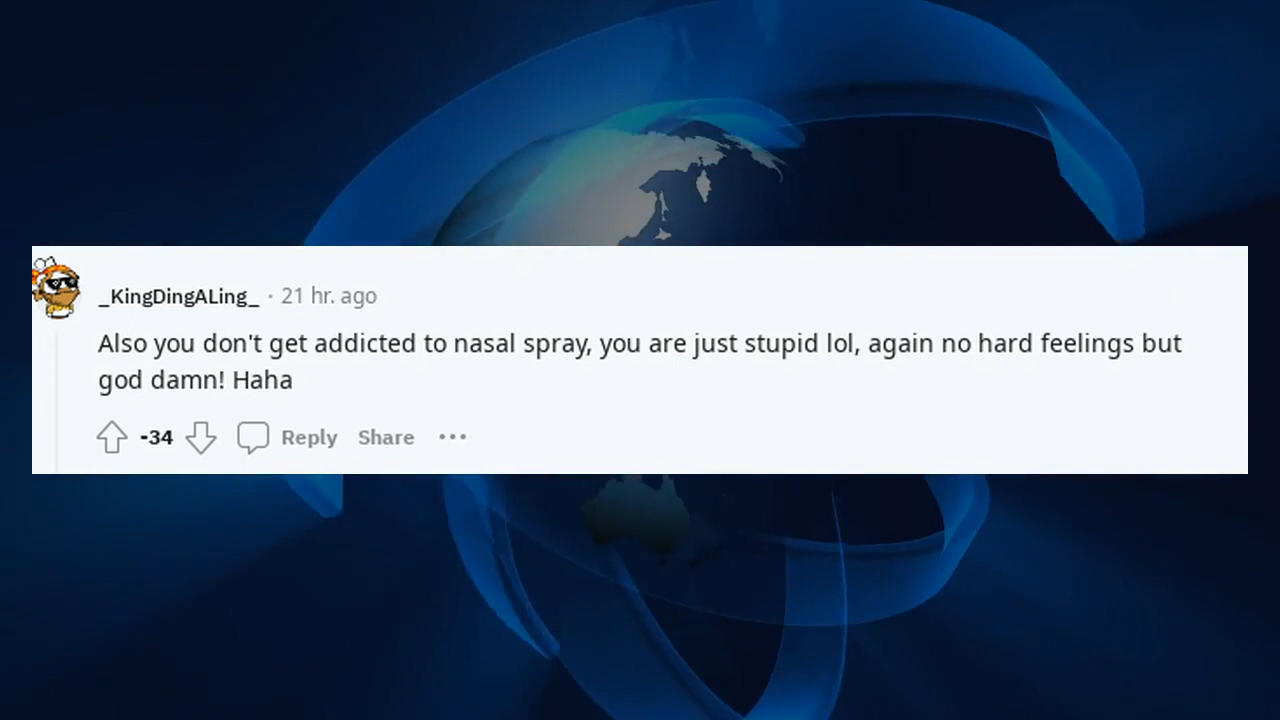 _KingDingALing_ · 21 hr. ago
Also you don't get addicted to nasal spray, you are just stupid lol, again no hard feelings but
god damn! Haha
-34 Reply Share ···